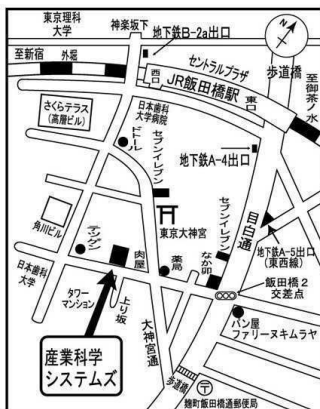 東京理科
大学
神楽坂下
地下鉄B-2a出口
N
至新宿
外堀
セントラルプラザ
歩道橋
西口
JR飯田橋駅
東口
至御茶ノ水
さくらテラス
(高層ビル)
日本歯科
大学病院
ドトール
セブンイレブン
地下鉄A-4出口
東京大神宮
セブンイレブン
目白通
角川ビル
テンゲン
肉屋
薬局
なか卯
地下鉄A-5出口
(東西線)
日本歯科
大学
タワー
マンション
上り坂
大神宮通
飯田橋2
交差点
パン屋
ファリーヌキムラヤ
産業科学
システムズ
歩道橋
麹町飯田橋通郵便局